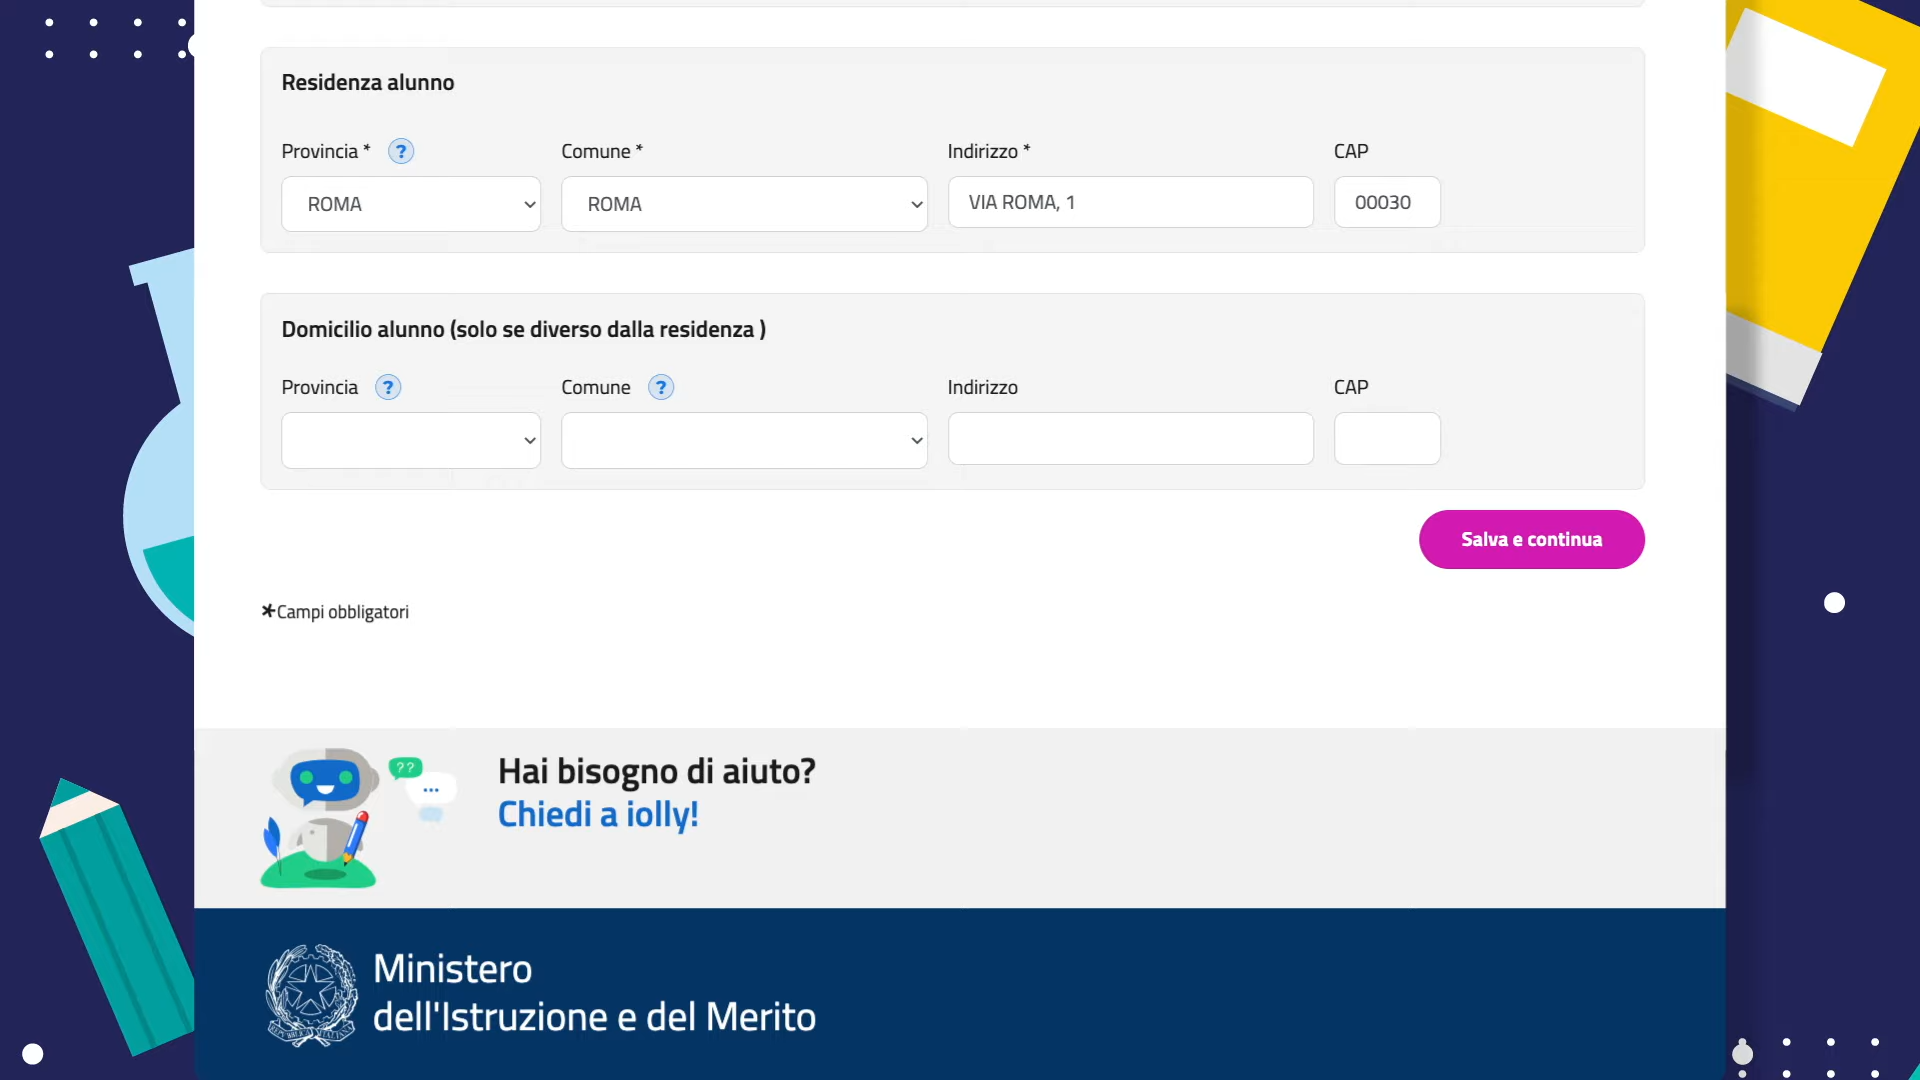 Residenza alunno
Provincia * ? Comune * Indirizzo * CAP
ROMA ROMA VIA ROMA, 1 00030
Domicilio alunno (solo se diverso dalla residenza )
Provincia ? Comune ? Indirizzo CAP
Salva e continua
*Campi obbligatori
??
...
Hai bisogno di aiuto?
Chiedi a iolly!
Ministero
dell'Istruzione e del Merito